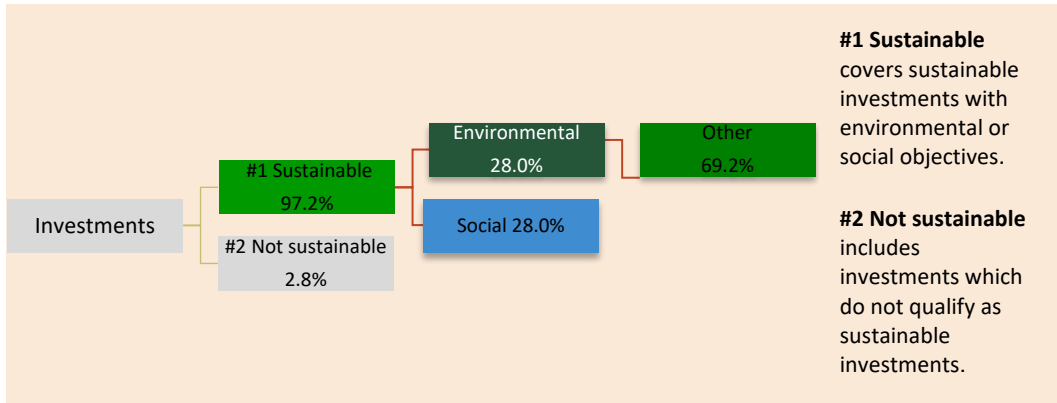 Investments
#1 Sustainable
97.2%
#2 Not sustainable
2.8%
Environmental
28.0%
Social 28.0%
Other
69.2%
#1 Sustainable
covers sustainable
investments with
environmental or
social objectives.
#2 Not sustainable
includes
investments which
do not qualify as
sustainable
investments.